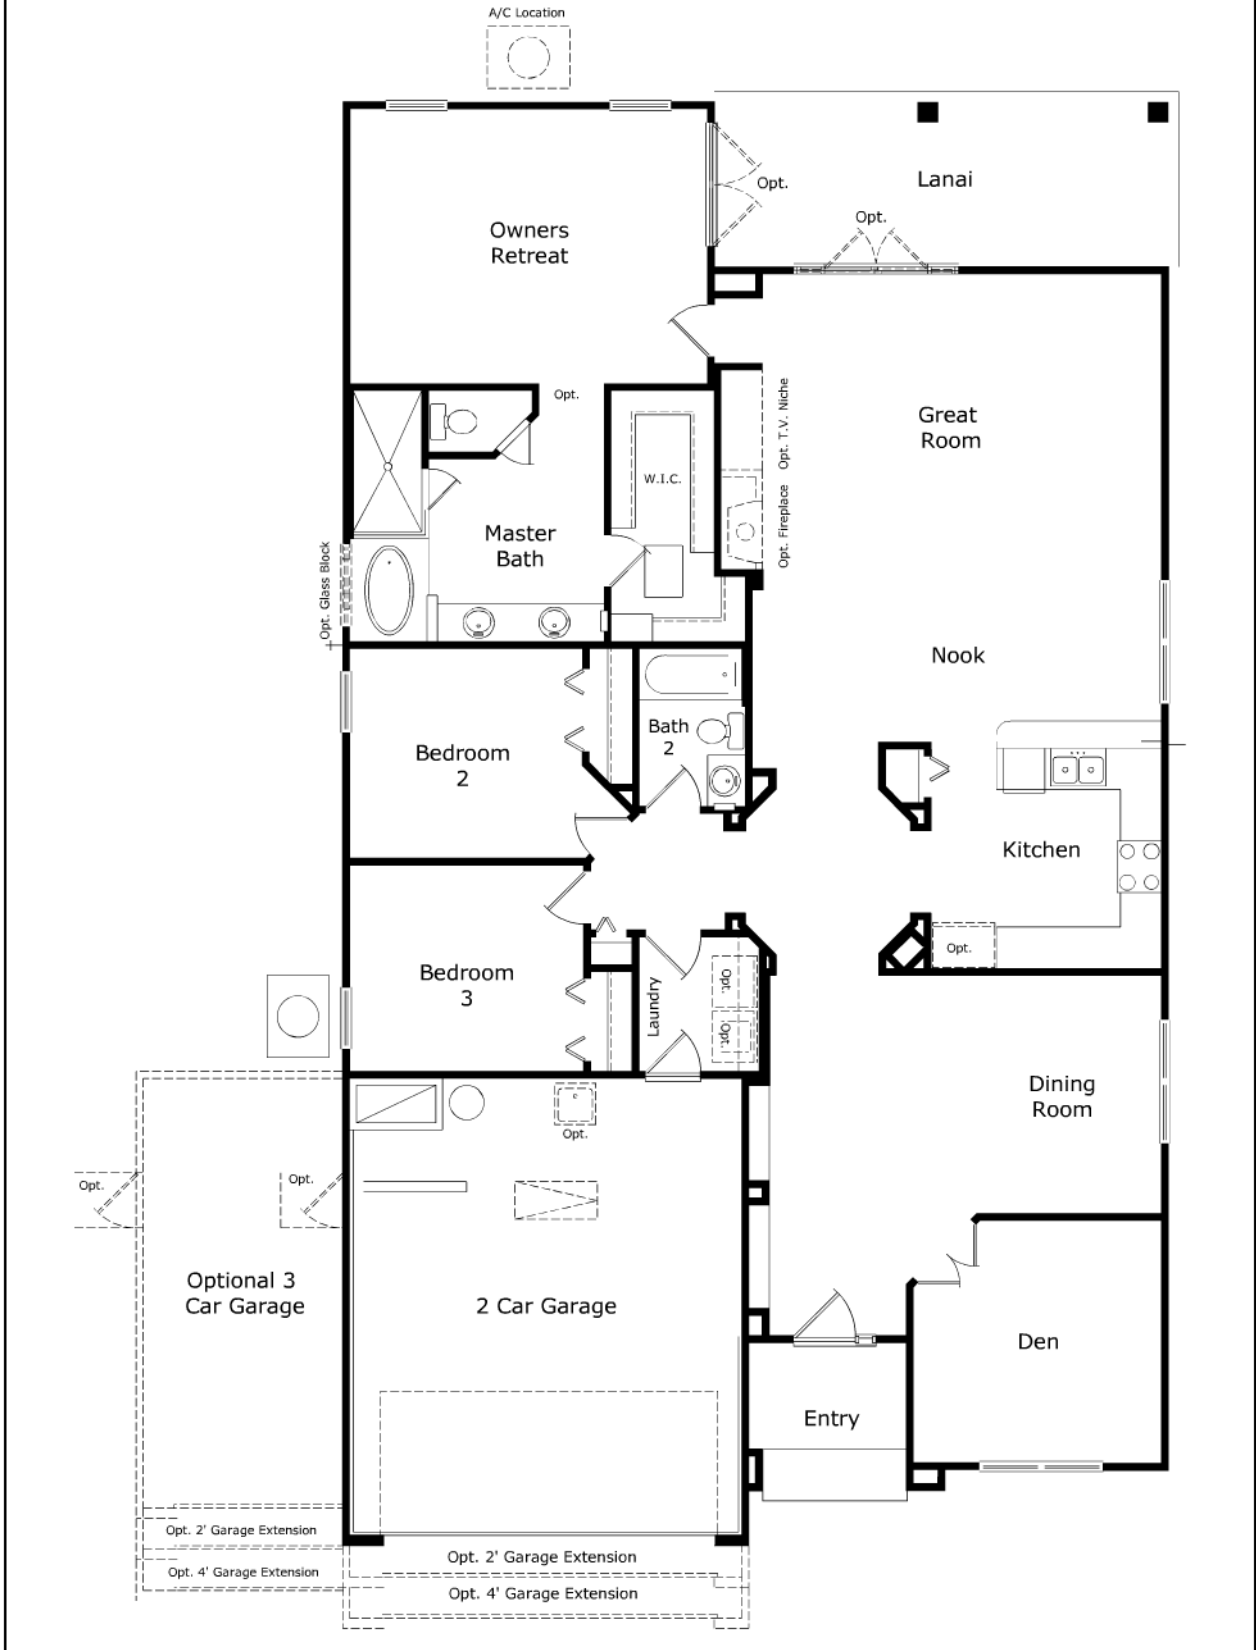 A/C Location
Lanai
Opt.
Opt.
Owners
Retreat
Opt.
Opt. T.V. Niche
Great
Room
W.I.C.
Opt. Fireplace
Master
Bath
Opt. Glass Block
Nook
Bath
2
Bedroom
2
Kitchen
Opt.
Bedroom
3
Laundry
Opt.
Opt.
Dining
Room
Opt.
Opt.
Opt.
Optional 3
Car Garage
2 Car Garage
Den
Entry
Opt. 2' Garage Extension
Opt. 4' Garage Extension
Opt. 2' Garage Extension
Opt. 4' Garage Extension